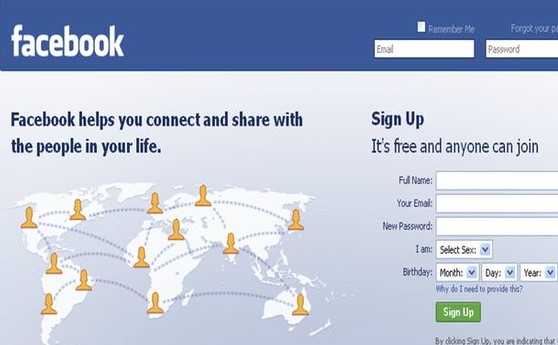 facebook
Remember Me
Forgot your
Email
Password
Facebook helps you connect and share with
the people in your life.
Sign Up
It's free and anyone can join
Full Name:
Your Email:
New Password:
I am: Select Sex:
Birthday: Month: Day: Year:
Why do I need to provide this?
Sign Up
By clicking Sign Up, you are indicating that